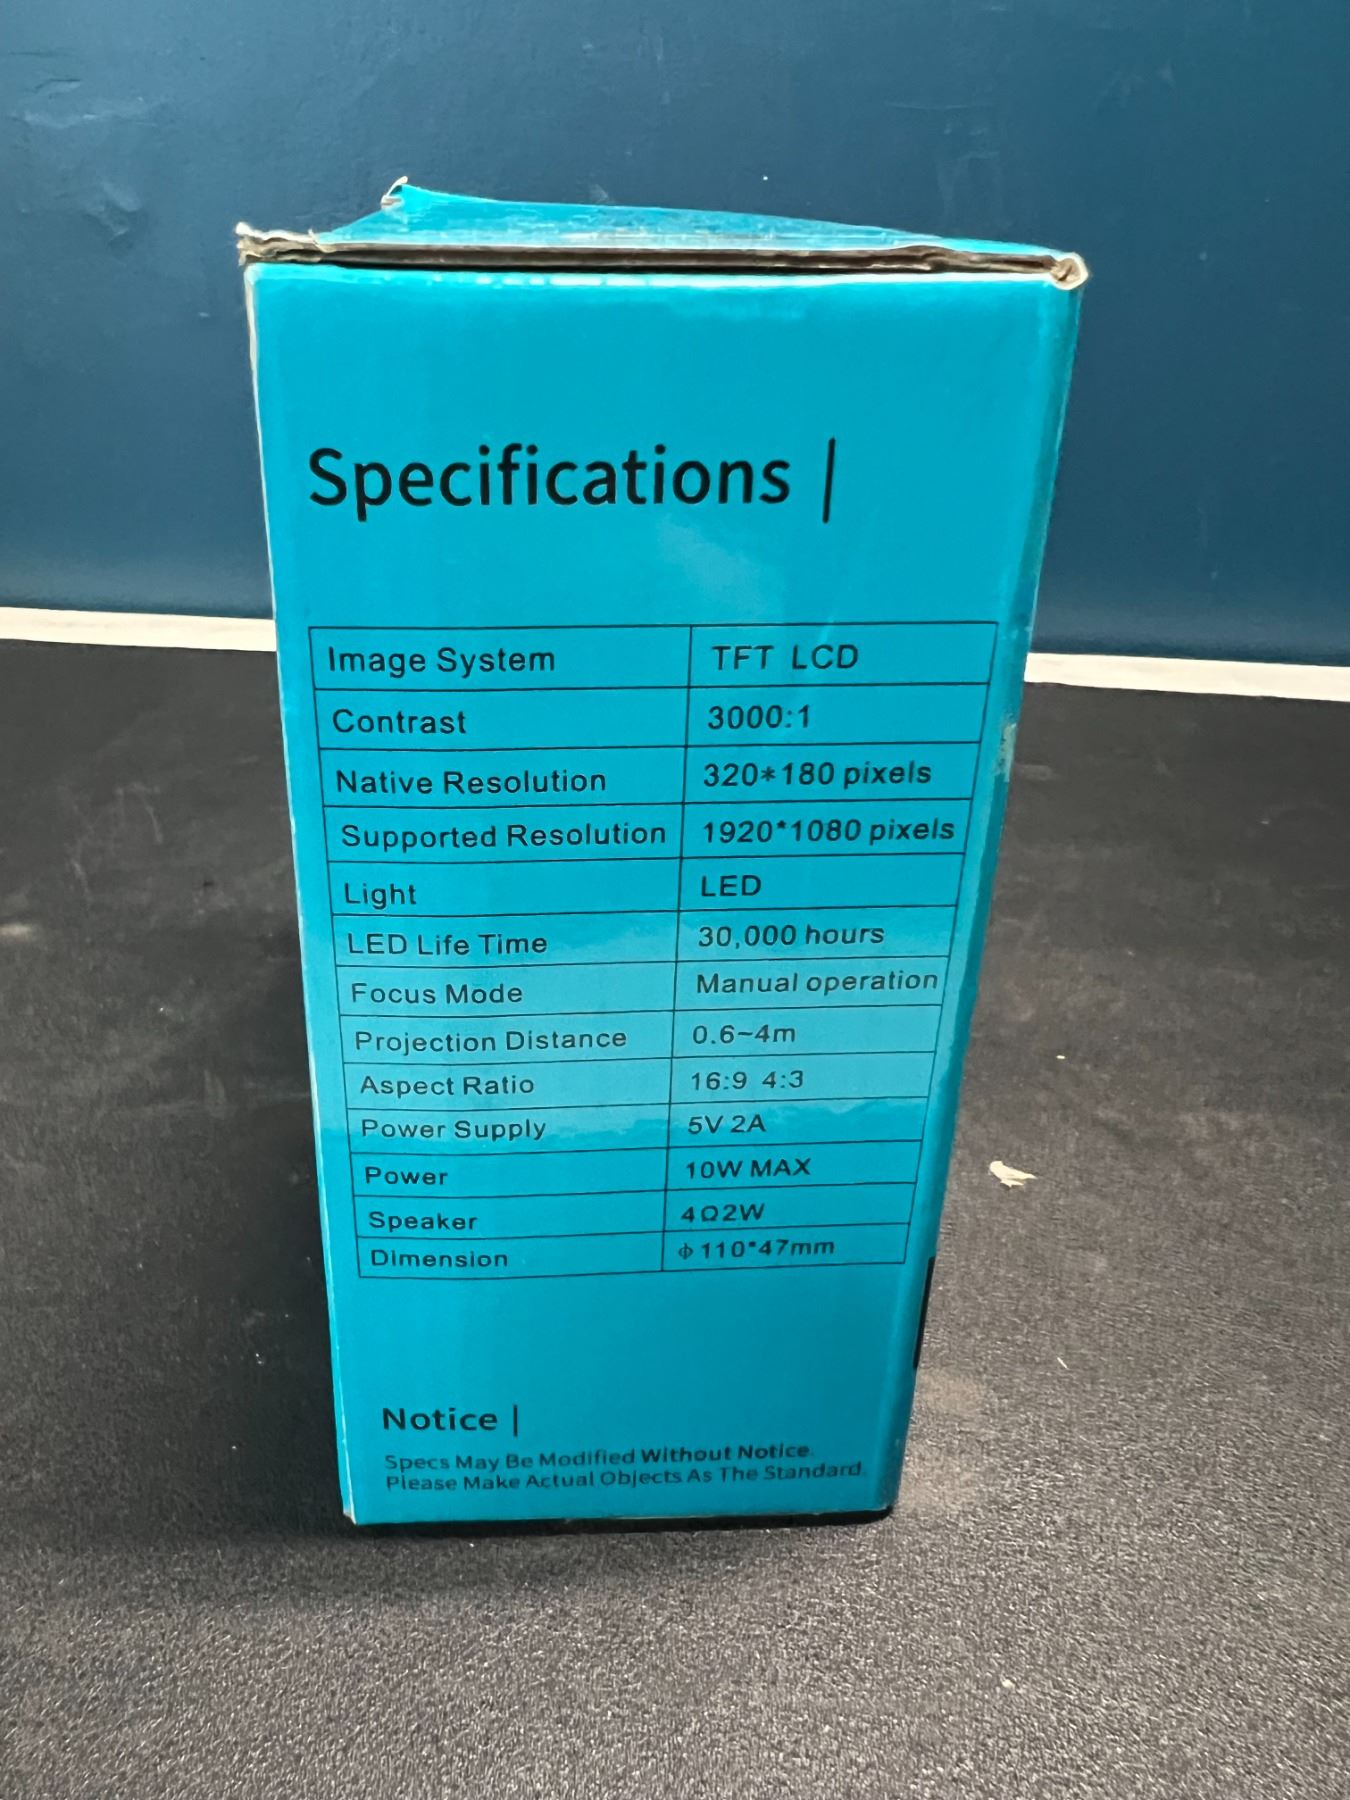 Specifications |
Image System TFT LCD
Contrast 3000:1
Native Resolution 320*180 pixels
Supported Resolution 1920*1080 pixels
Light LED
LED Life Time 30,000 hours
Focus Mode Manual operation
Projection Distance 0.6~4m
Aspect Ratio 16:9 4:3
Power Supply 5V 2A
Power 10W MAX
Speaker 4Ω2W
Dimension ϕ110*47mm
Notice |
Specs May Be Modified Without Notice.
Please Make Actual Objects As The Standard.